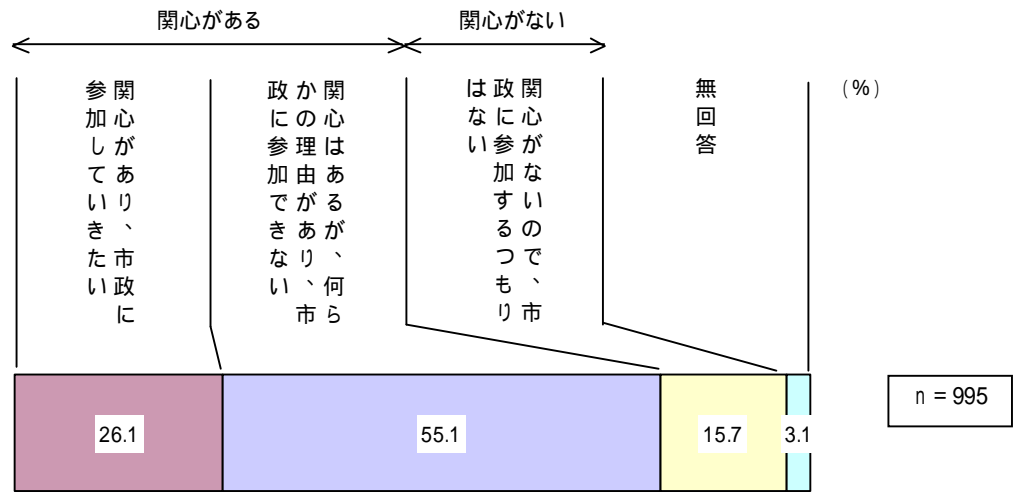 関心がある
関心がない
関心があり、市政に
参加していきたい
関心はあるが、何ら
かの理由があり、市
政に参加できない
関心がないので、市
政に参加するつもり
はない
無回答
(%)
26.1
55.1
15.7
3.1
n = 995